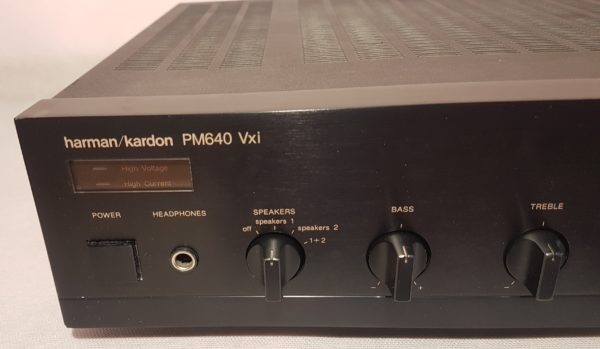 harman/kardon PM640 Vxi
High Voltage
High Current
POWER
HEADPHONES
SPEAKERS
speakers 1
off
speakers 2
1+2
BASS
- +
TREBLE
-